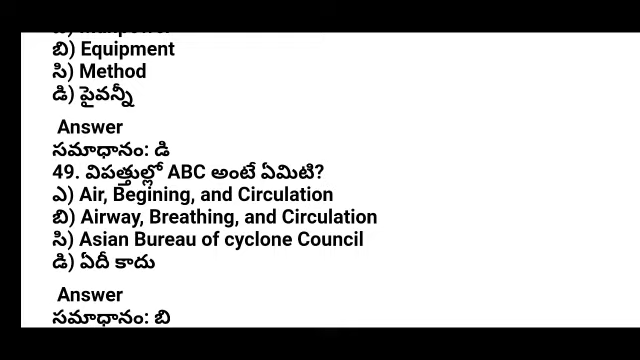 బి) Equipment
సి) Method
డి) పైవన్నీ
Answer
సమాధానం: డి
49. విపత్తుల్లో ABC అంటే ఏమిటి?
ఎ) Air, Begining, and Circulation
బి) Airway, Breathing, and Circulation
సి) Asian Bureau of cyclone Council
డి) ఏదీ కాదు
Answer
సమాధానం: బి